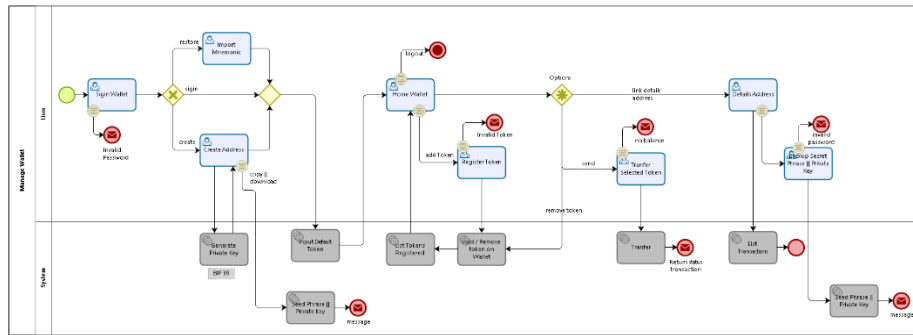 Manage Wallet
User
System
restore
Import
Mnemonic
logout
Options
Sigin Wallet
sigin
Home Wallet
link details
address
Details Address
Invalid
Password
create
Create Address
add Token
Invalid Token
Register Token
no balance
send
Tranfer
Selected Token
invalid
password
Backup Secret
Phrase || Private
Key
copy ||
download
remove token
Generate
Private Key
BIP 39
Input Defult
Token
List Tokens
Registered
Add / Remove
token on
Wallet
Tranfer
Return status
transaction
List
Transactions
Seed Phrase ||
Private Key
message
Seed Phrase ||
Private Key
message